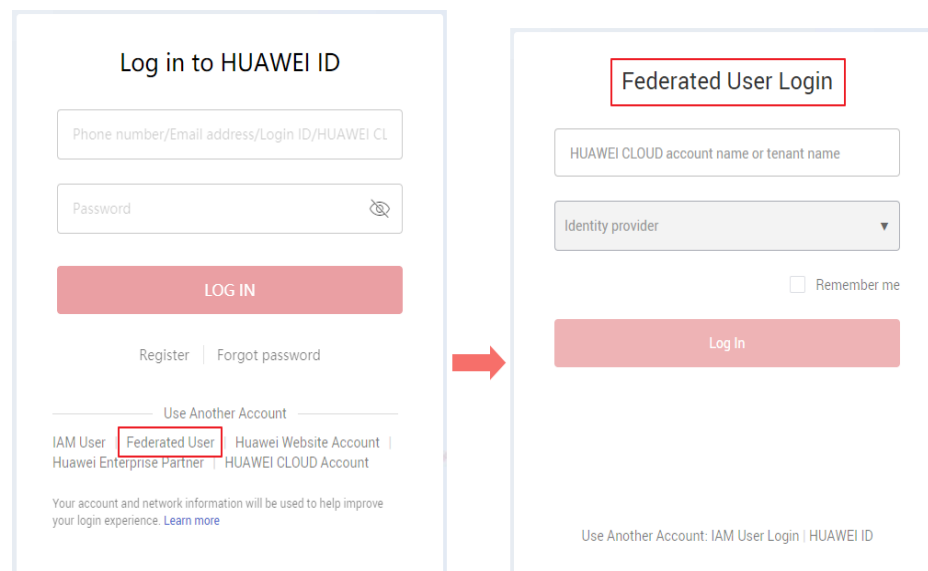 Log in to HUAWEI ID
Phone number/Email address/Login ID/HUAWEI CL
Password
LOG IN
Register | Forgot password
Use Another Account
IAM User | Federated User | Huawei Website Account |
Huawei Enterprise Partner | HUAWEI CLOUD Account
Your account and network information will be used to help improve
your login experience. Learn more
Federated User Login
HUAWEI CLOUD account name or tenant name
Identity provider
Remember me
Log In
Use Another Account: IAM User Login | HUAWEI ID